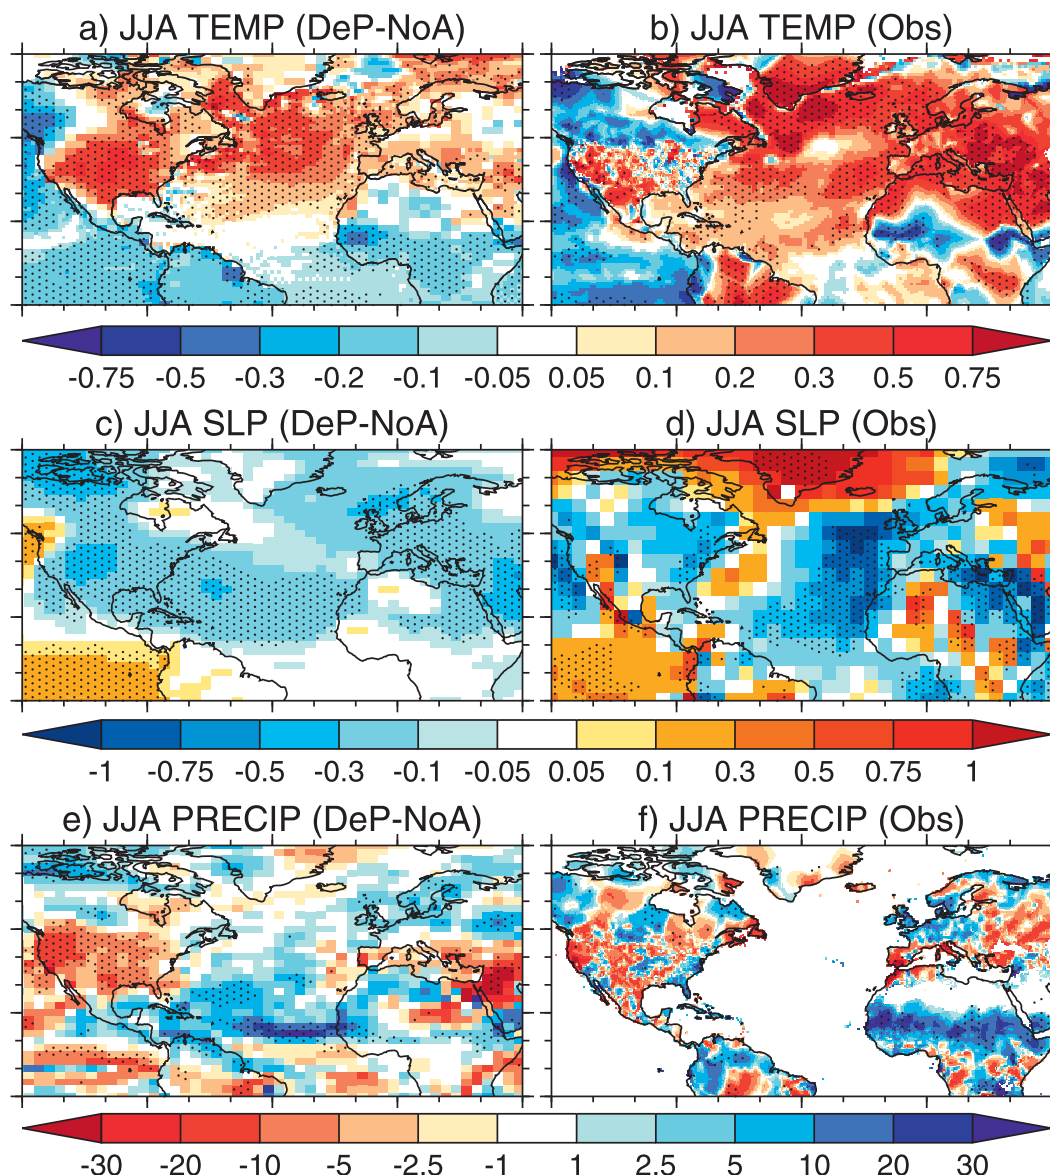 a) JJA TEMP (DeP-NoA)
b) JJA TEMP (Obs)
-0.75 -0.5 -0.3 -0.2 -0.1 -0.05 0.05 0.1 0.2 0.3 0.5 0.75
c) JJA SLP (DeP-NoA)
d) JJA SLP (Obs)
-1 -0.75 -0.5 -0.3 -0.1 -0.05 0.05 0.1 0.3 0.5 0.75 1
e) JJA PRECIP (DeP-NoA)
f) JJA PRECIP (Obs)
-30 -20 -10 -5 -2.5 -1 1 2.5 5 10 20 30